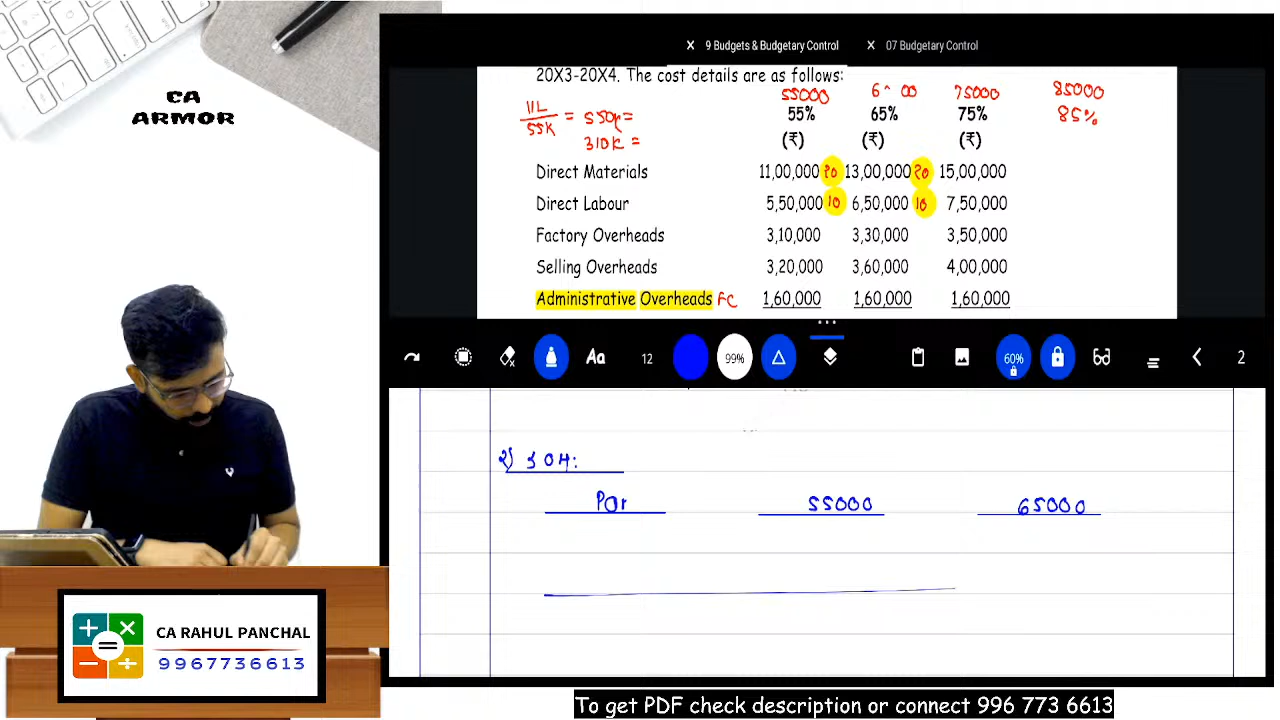 CA
ARMOR
9 Budgets & Budgetary Control
07 Budgetary Control
20X3-20X4. The cost details are as follows:
55000 75000 85000
11L/55K = 550K= 55% 65% 75% 85%
310K = (₹) (₹) (₹)
Direct Materials 11,00,000 20 13,00,000 20 15,00,000
Direct Labour 5,50,000 10 6,50,000 10 7,50,000
Factory Overheads 3,10,000 3,30,000 3,50,000
Selling Overheads 3,20,000 3,60,000 4,00,000
Administrative Overheads FC 1,60,000 1,60,000 1,60,000
Aa 12 99% 60% 2
2) SOH:
Par 55000 65000
CA RAHUL PANCHAL
9967736613
To get PDF check description or connect 996 773 6613